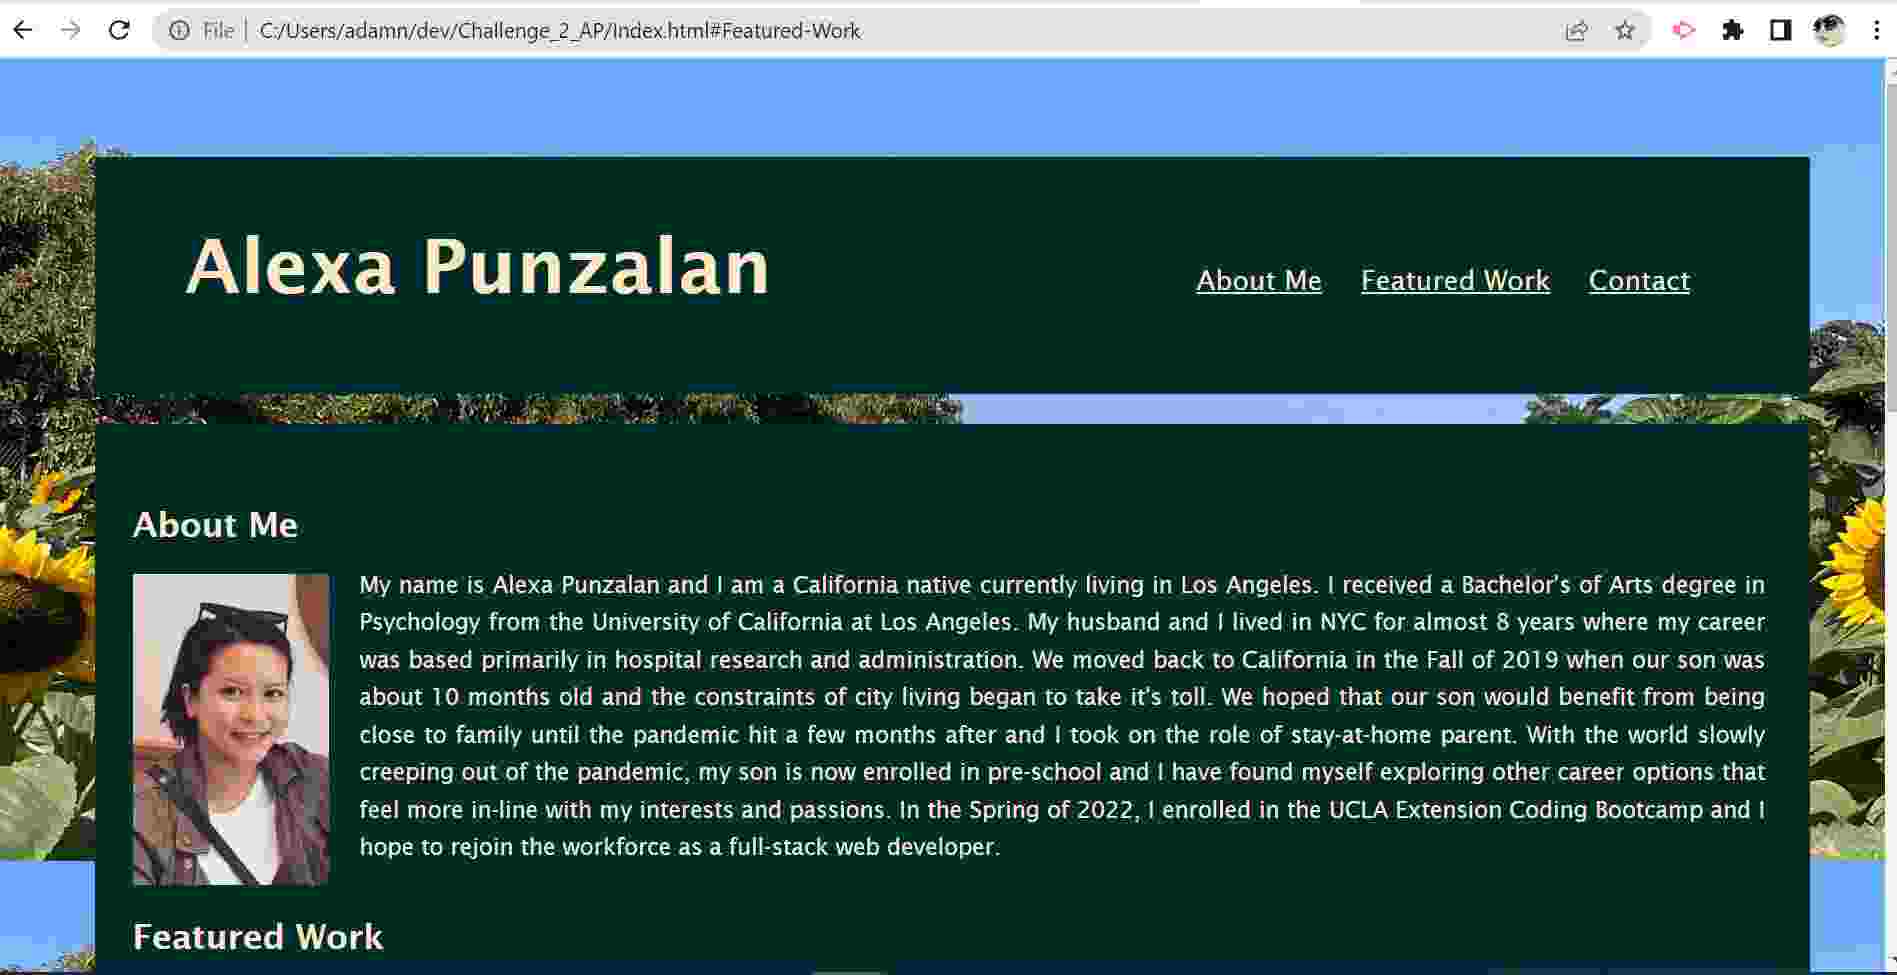 File | C:/Users/adamn/dev/Challenge_2_AP/Index.html#Featured-Work
Alexa Punzalan
About Me Featured Work Contact
About Me
My name is Alexa Punzalan and I am a California native currently living in Los Angeles. I received a Bachelor's of Arts degree in
Psychology from the University of California at Los Angeles. My husband and I lived in NYC for almost 8 years where my career
was based primarily in hospital research and administration. We moved back to California in the Fall of 2019 when our son was
about 10 months old and the constraints of city living began to take it's toll. We hoped that our son would benefit from being
close to family until the pandemic hit a few months after and I took on the role of stay-at-home parent. With the world slowly
creeping out of the pandemic, my son is now enrolled in pre-school and I have found myself exploring other career options that
feel more in-line with my interests and passions. In the Spring of 2022, I enrolled in the UCLA Extension Coding Bootcamp and I
hope to rejoin the workforce as a full-stack web developer.
Featured Work